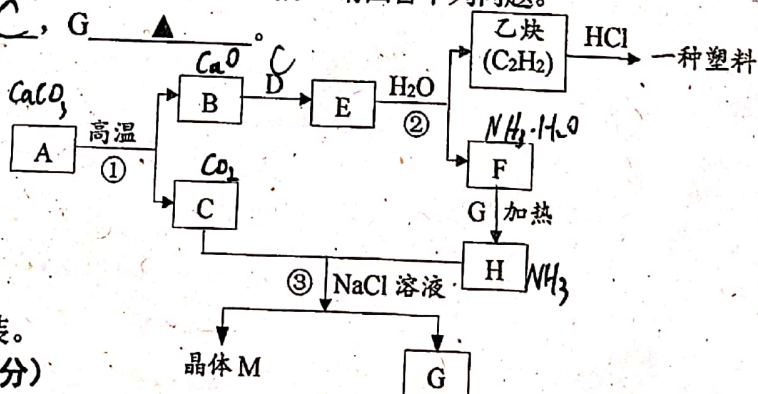 C, G ▲ 。
乙炔
(C2H2)
HCl
一种塑料
CaO
C
B
D
E
H₂O
②
CaCO₃
A
高温
①
CO₂
C
NH₃·H₂O
F
G 加热
H
NH₃
③
NaCl 溶液
晶体 M
G
分)